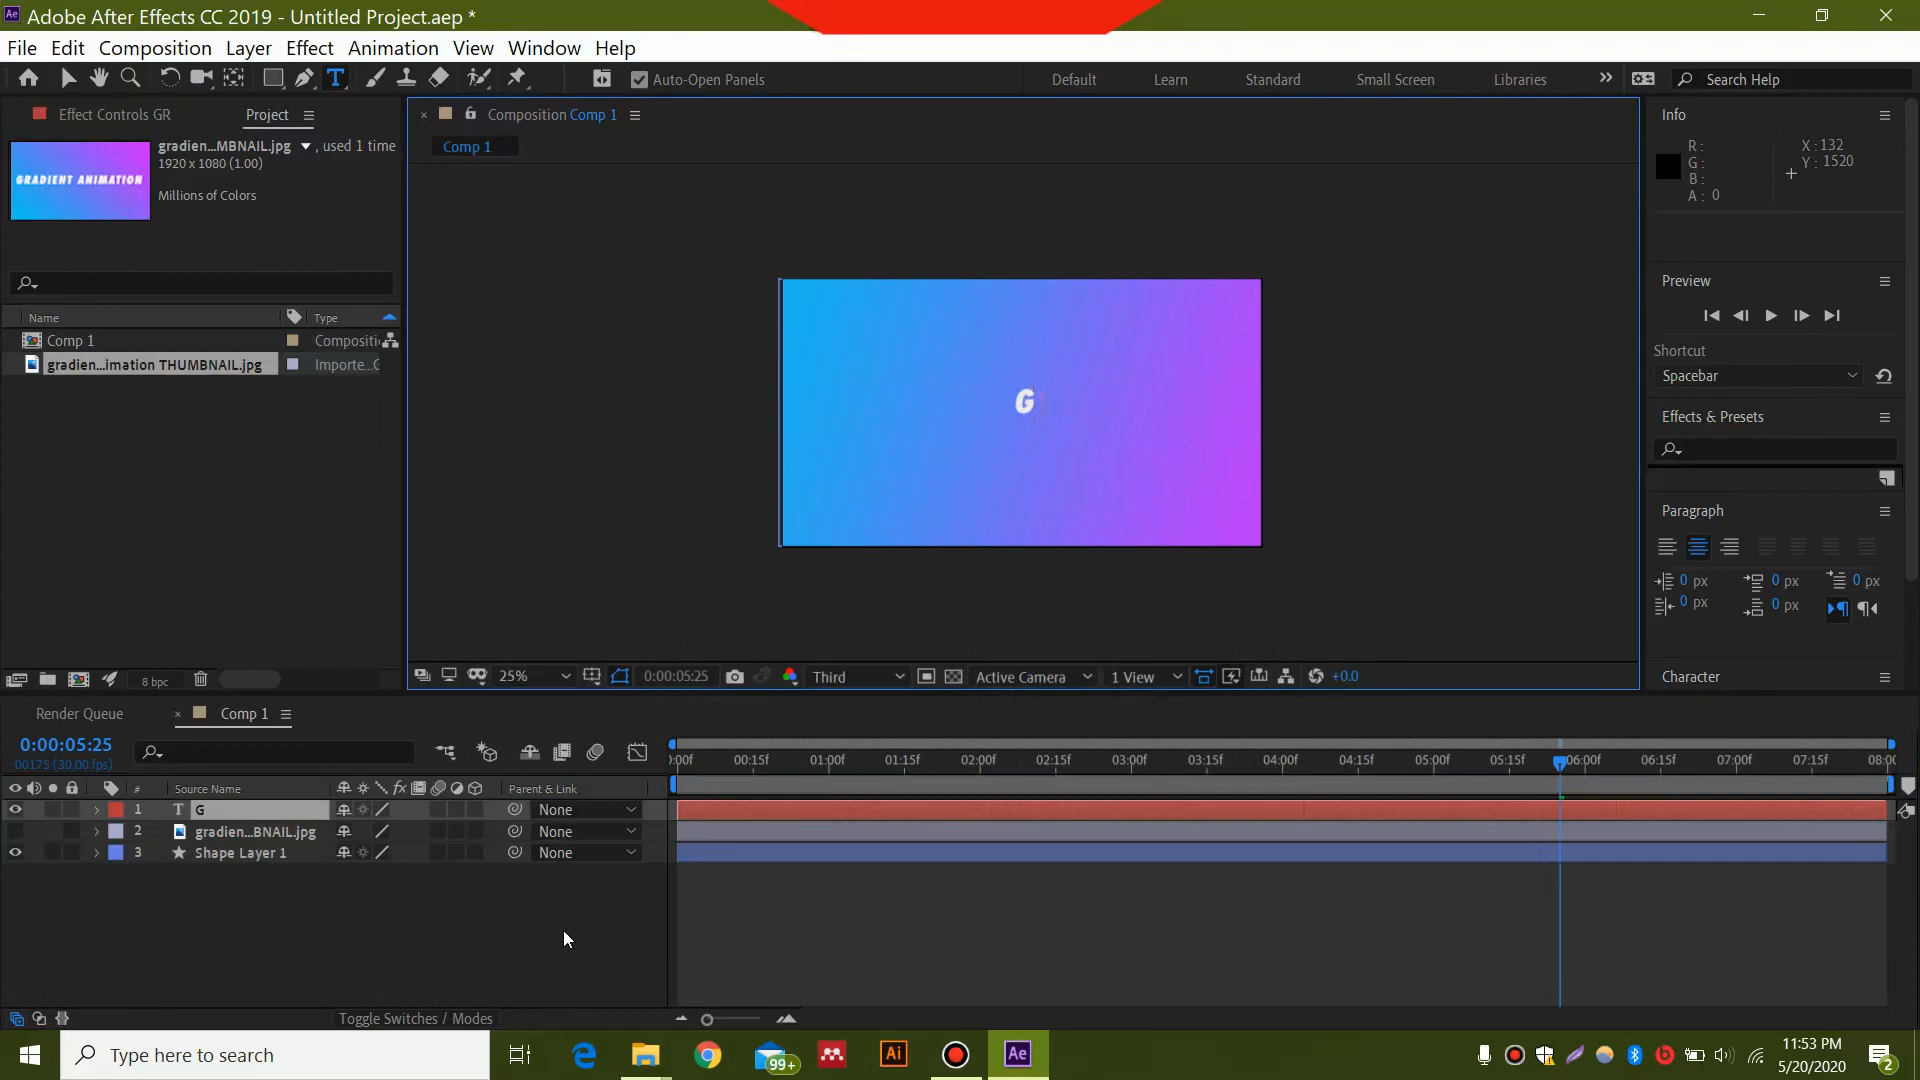 Ae Adobe After Effects CC 2019 - Untitled Project.aep *
File Edit Composition Layer Effect Animation View Window Help
T Auto-Open Panels Default Learn Standard Small Screen Libraries Search Help
Effect Controls GR Project
gradien...MBNAIL.jpg , used 1 time
1920 x 1080 (1.00)
Millions of Colors
GRADIENT ANIMATION
Name Type
Comp 1 Compositi
gradien...imation THUMBNAIL.jpg Importe...G
8 bpc
Composition Comp 1
Comp 1
G
25% 0:00:05:25 Third Active Camera 1 View +0.0
Info
R :
G :
B :
A : 0
X : 132
Y : 1520
Preview
Shortcut
Spacebar
Effects & Presets
Paragraph
0 px 0 px 0 px
0 px 0 px
Character
Render Queue Comp 1
0:00:05:25
00175 (30.00 fps)
:00f 00:15f 01:00f 01:15f 02:00f 02:15f 03:00f 03:15f 04:00f 04:15f 05:00f 05:15f 06:00f 06:15f 07:00f 07:15f 08:00
# Source Name fx Parent & Link
1 T G None
2 gradien...BNAIL.jpg None
3 Shape Layer 1 None
Toggle Switches / Modes
Type here to search
99+
Ai
Ae
11:53 PM
5/20/2020
2